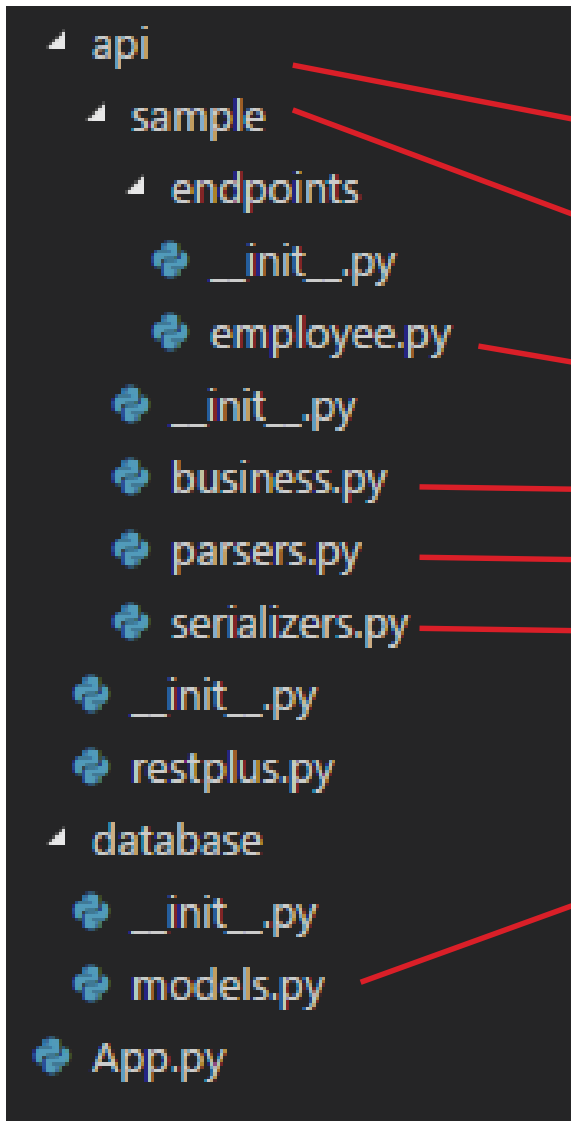 api
sample
endpoints
__init__.py
employee.py
__init__.py
business.py
parsers.py
serializers.py
__init__.py
restplus.py
database
__init__.py
models.py
App.py